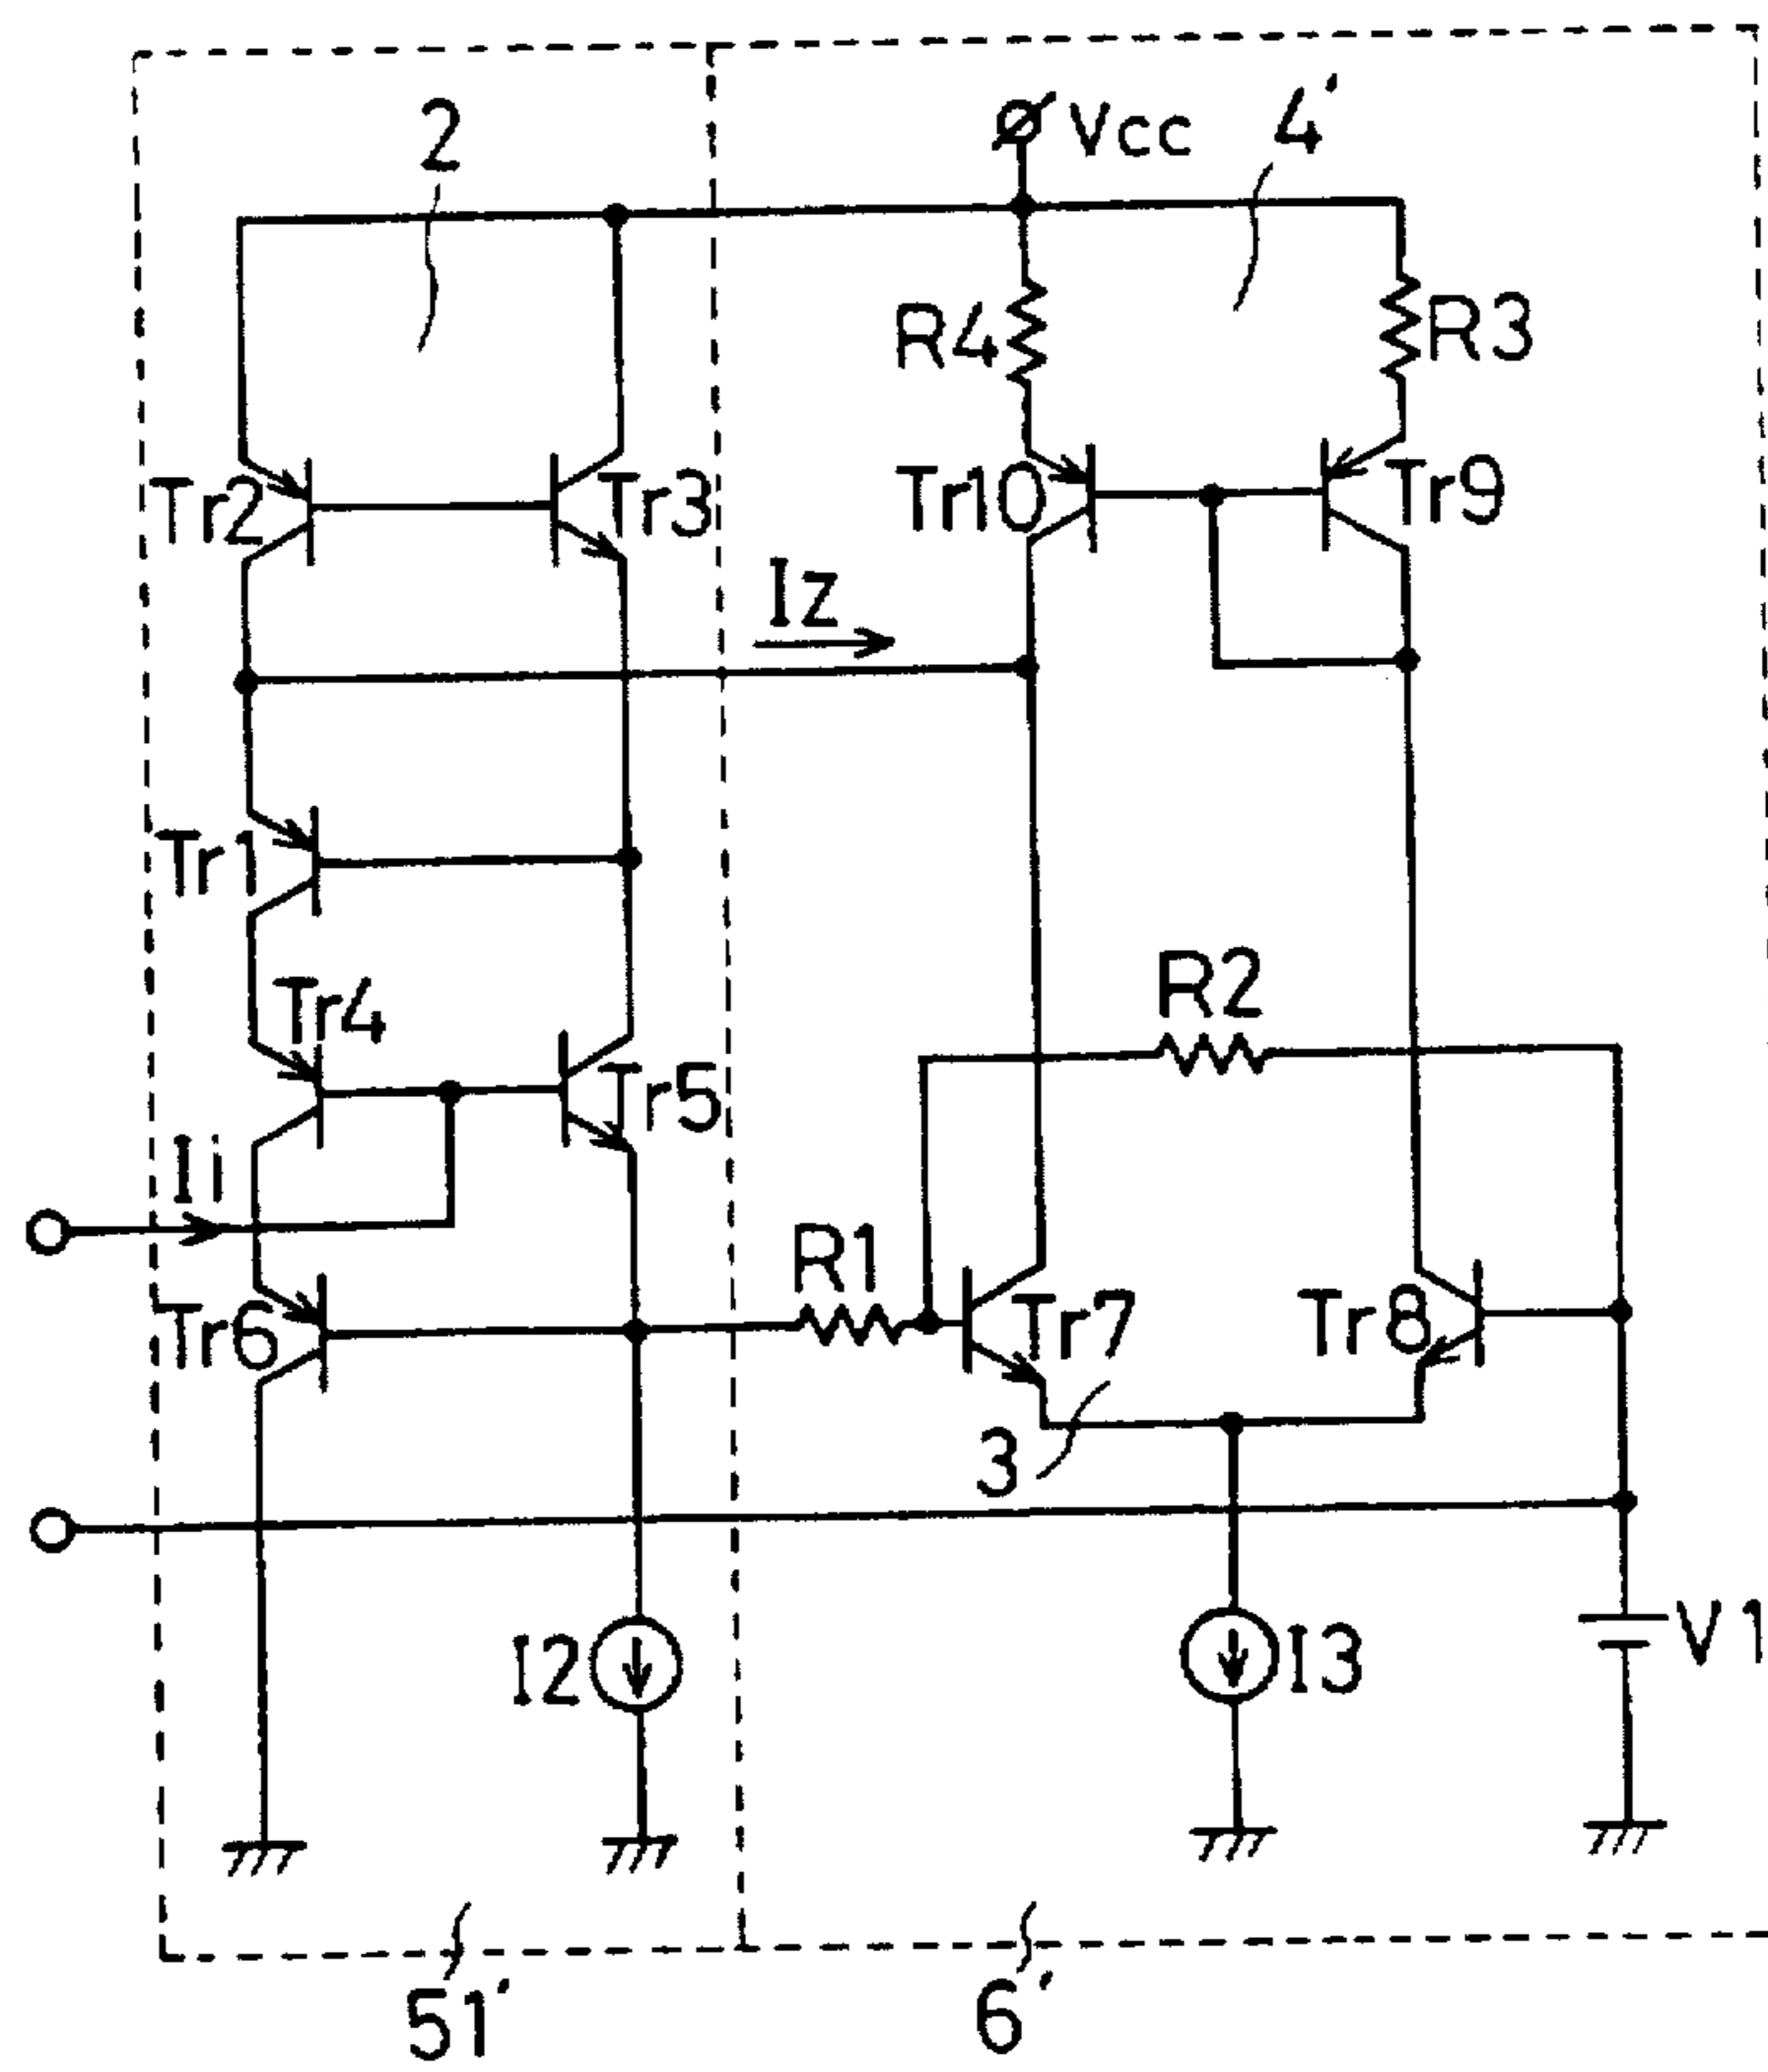 2
Vcc
4'
R4
R3
Tr2
Tr3
Tr10
Tr9
Iz
Tr1
R2
Tr4
Tr5
Ii
R1
Tr6
Tr7
Tr8
3
I2
I3
V1
51'
6'